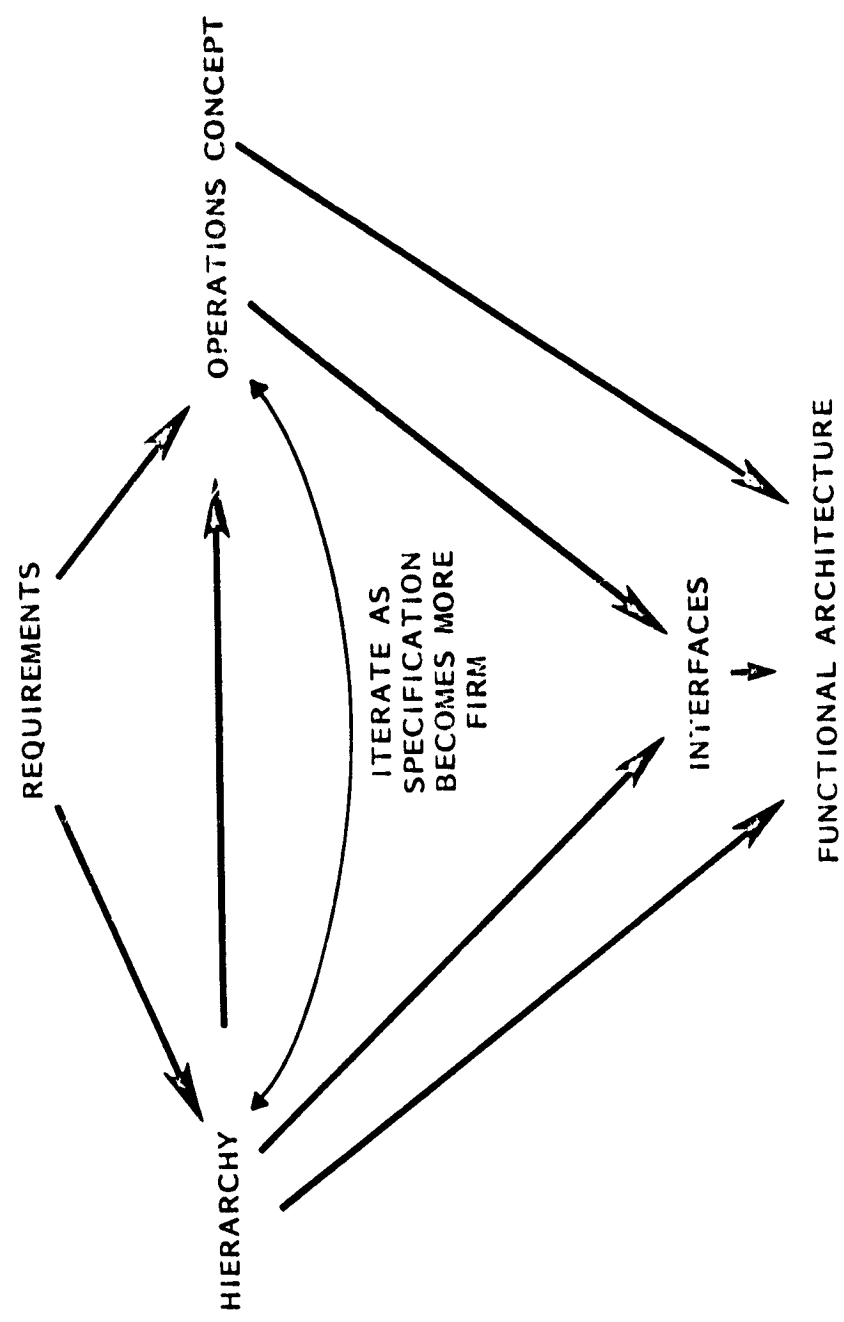 REQUIREMENTS
HIERARCHY
OPERATIONS CONCEPT
ITERATE AS
SPECIFICATION
BECOMES MORE
FIRM
INTERFACES
FUNCTIONAL ARCHITECTURE